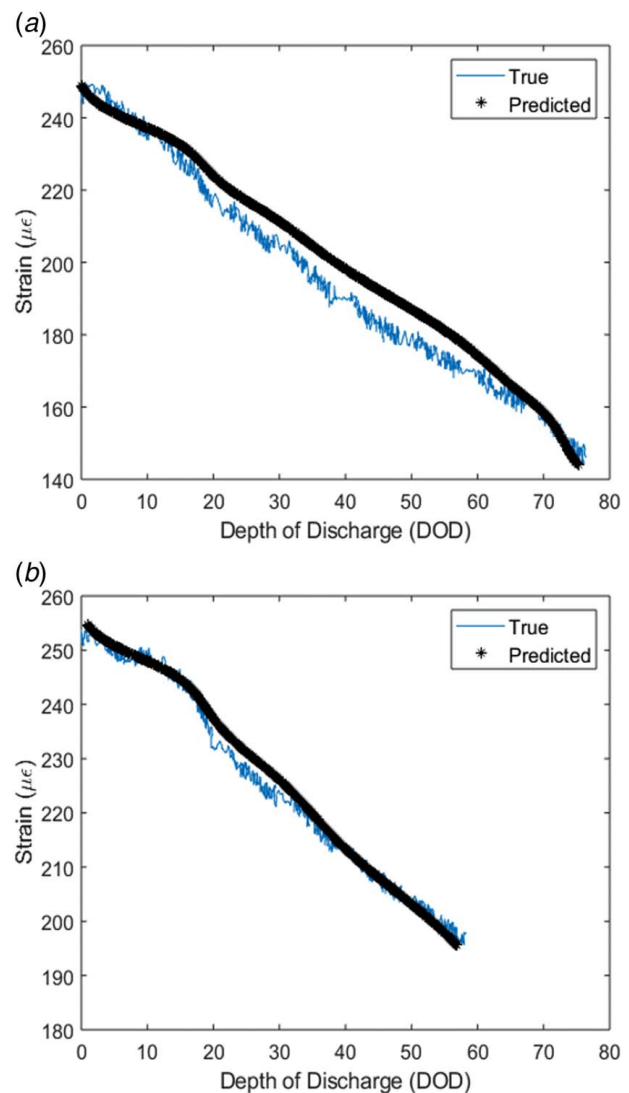 (a)
260
240
220
200
180
160
140
Strain (με)
True
Predicted
0 10 20 30 40 50 60 70 80
Depth of Discharge (DOD)
(b)
260
250
240
230
220
210
200
190
180
Strain (με)
True
Predicted
0 10 20 30 40 50 60 70 80
Depth of Discharge (DOD)